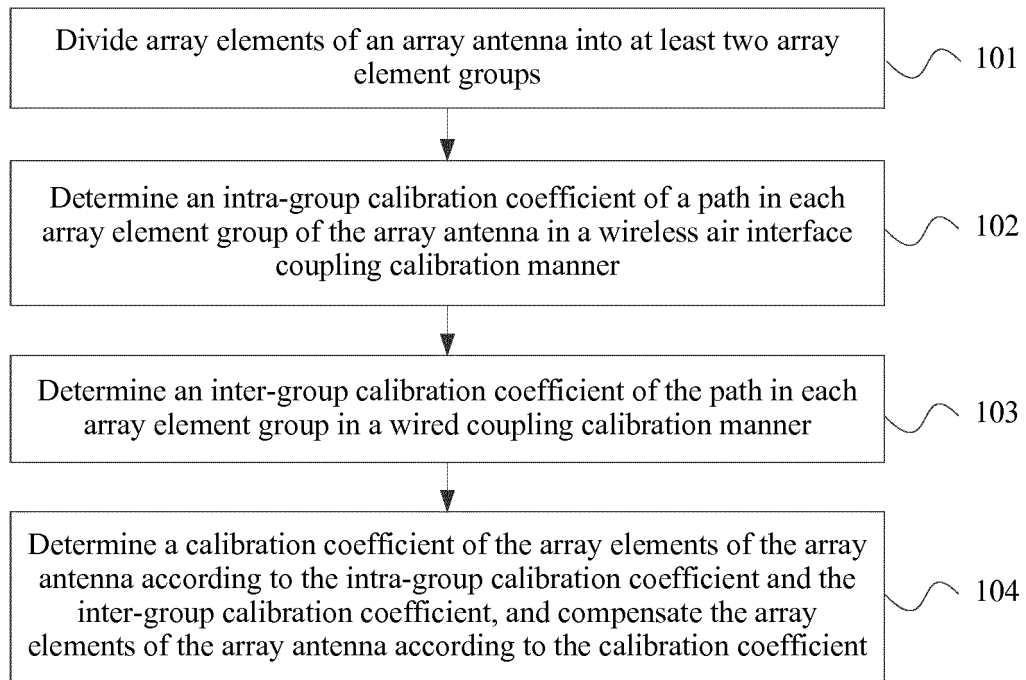 Divide array elements of an array antenna into at least two array
element groups
101
Determine an intra-group calibration coefficient of a path in each
array element group of the array antenna in a wireless air interface
coupling calibration manner
102
Determine an inter-group calibration coefficient of the path in each
array element group in a wired coupling calibration manner
103
Determine a calibration coefficient of the array elements of the array
antenna according to the intra-group calibration coefficient and the
inter-group calibration coefficient, and compensate the array
elements of the array antenna according to the calibration coefficient
104